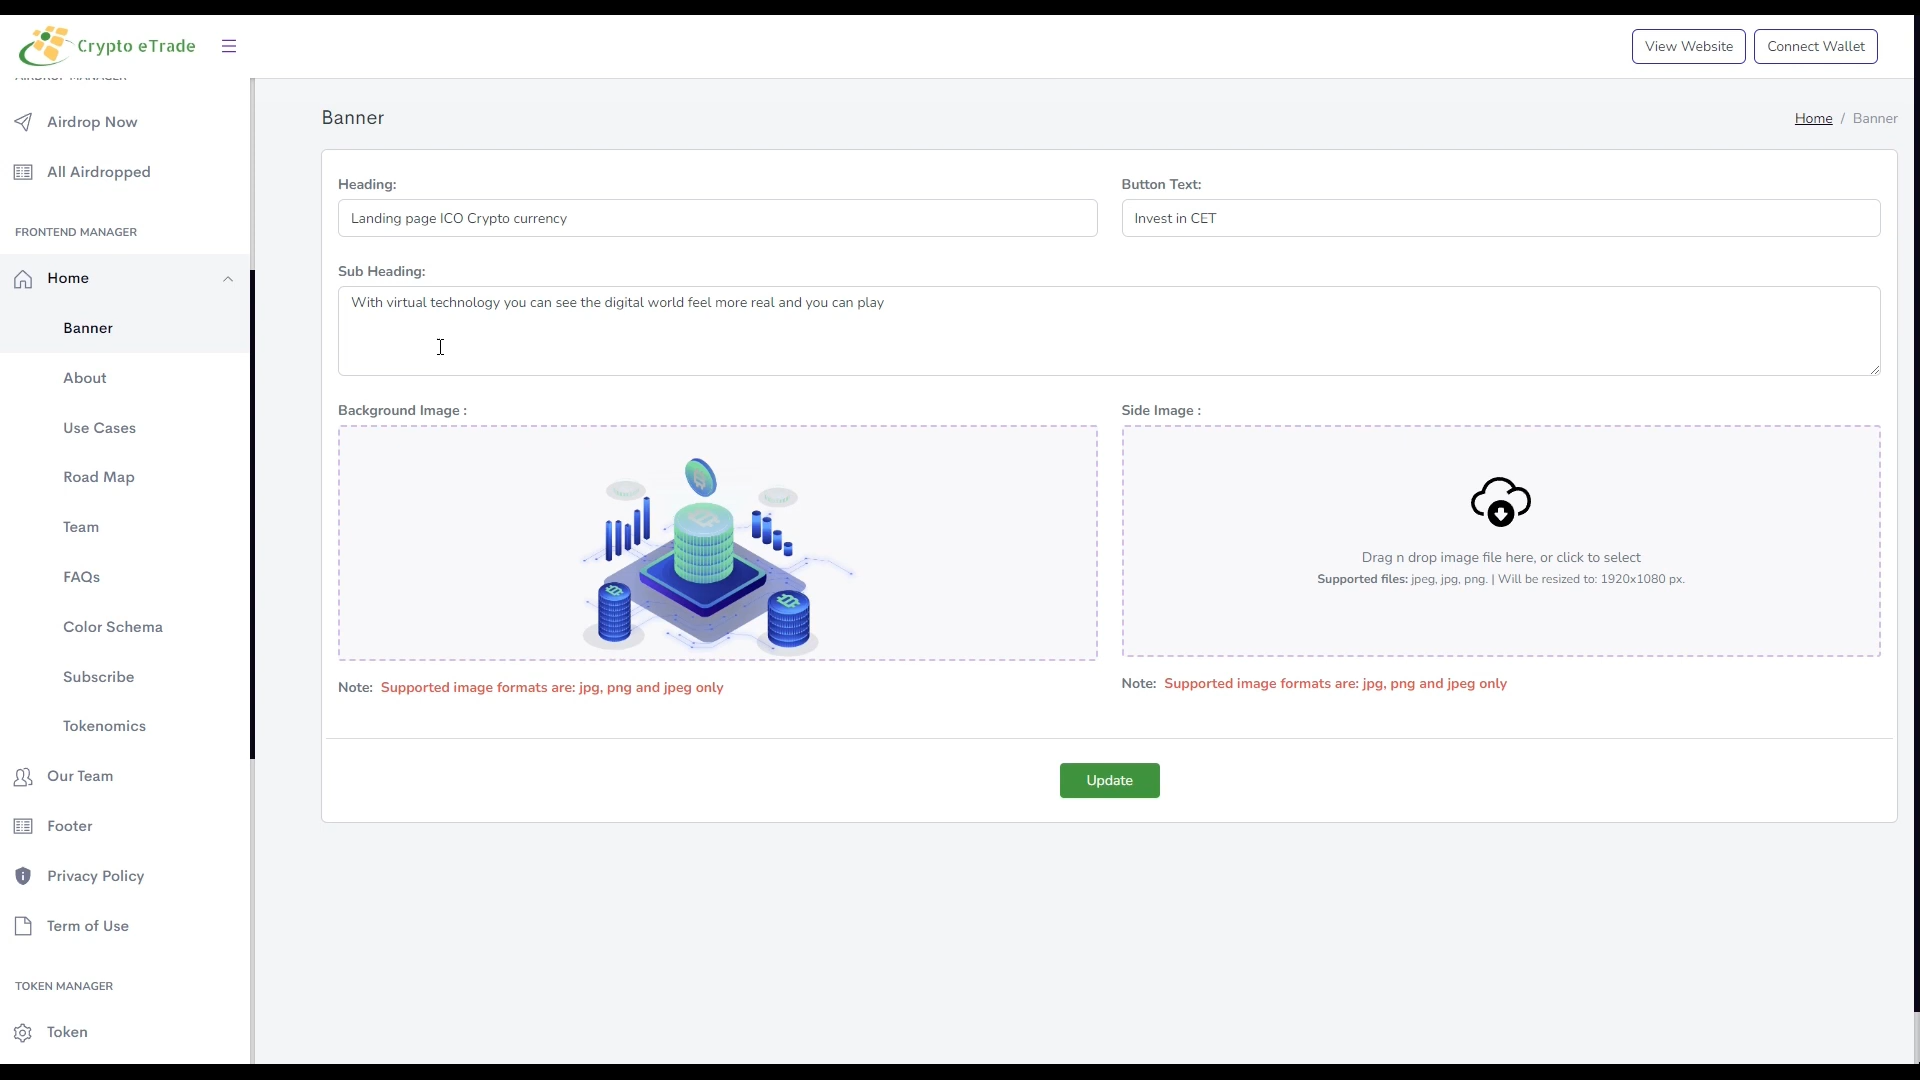 Crypto eTrade
View Website
Connect Wallet
Airdrop Now
All Airdropped
FRONTEND MANAGER
Home
Banner
About
Use Cases
Road Map
Team
FAQs
Color Schema
Subscribe
Tokenomics
Our Team
Footer
Privacy Policy
Term of Use
TOKEN MANAGER
Token
Banner
Home / Banner
Heading:
Landing page ICO Crypto currency
Button Text:
Invest in CET
Sub Heading:
With virtual technology you can see the digital world feel more real and you can play
Background Image :
Note: Supported image formats are: jpg, png and jpeg only
Side Image :
Drag n drop image file here, or click to select
Supported files: jpeg, jpg, png. | Will be resized to: 1920x1080 px.
Note: Supported image formats are: jpg, png and jpeg only
Update